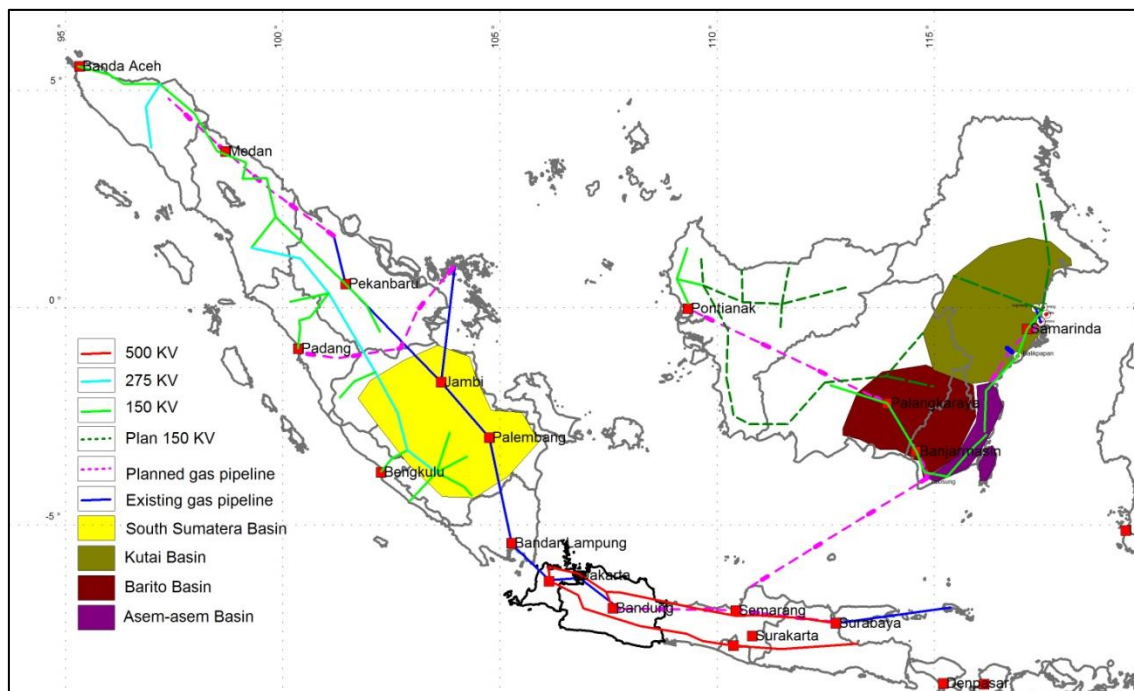 95 °
100 °
105 °
110 °
115 °
5 °
Banda Aceh
Medan
0 °
Pekanbaru
Pontianak
Samarinda
Balikpapan
Padang
Jambi
Palangkaraya
Palembang
Banjarmasin
Bengkulu
-5 °
Bandar Lampung
Jakarta
Bandung
Semarang
Surabaya
Surakarta
Denpasar
500 KV
275 KV
150 KV
Plan 150 KV
Planned gas pipeline
Existing gas pipeline
South Sumatera Basin
Kutai Basin
Barito Basin
Asem-asem Basin